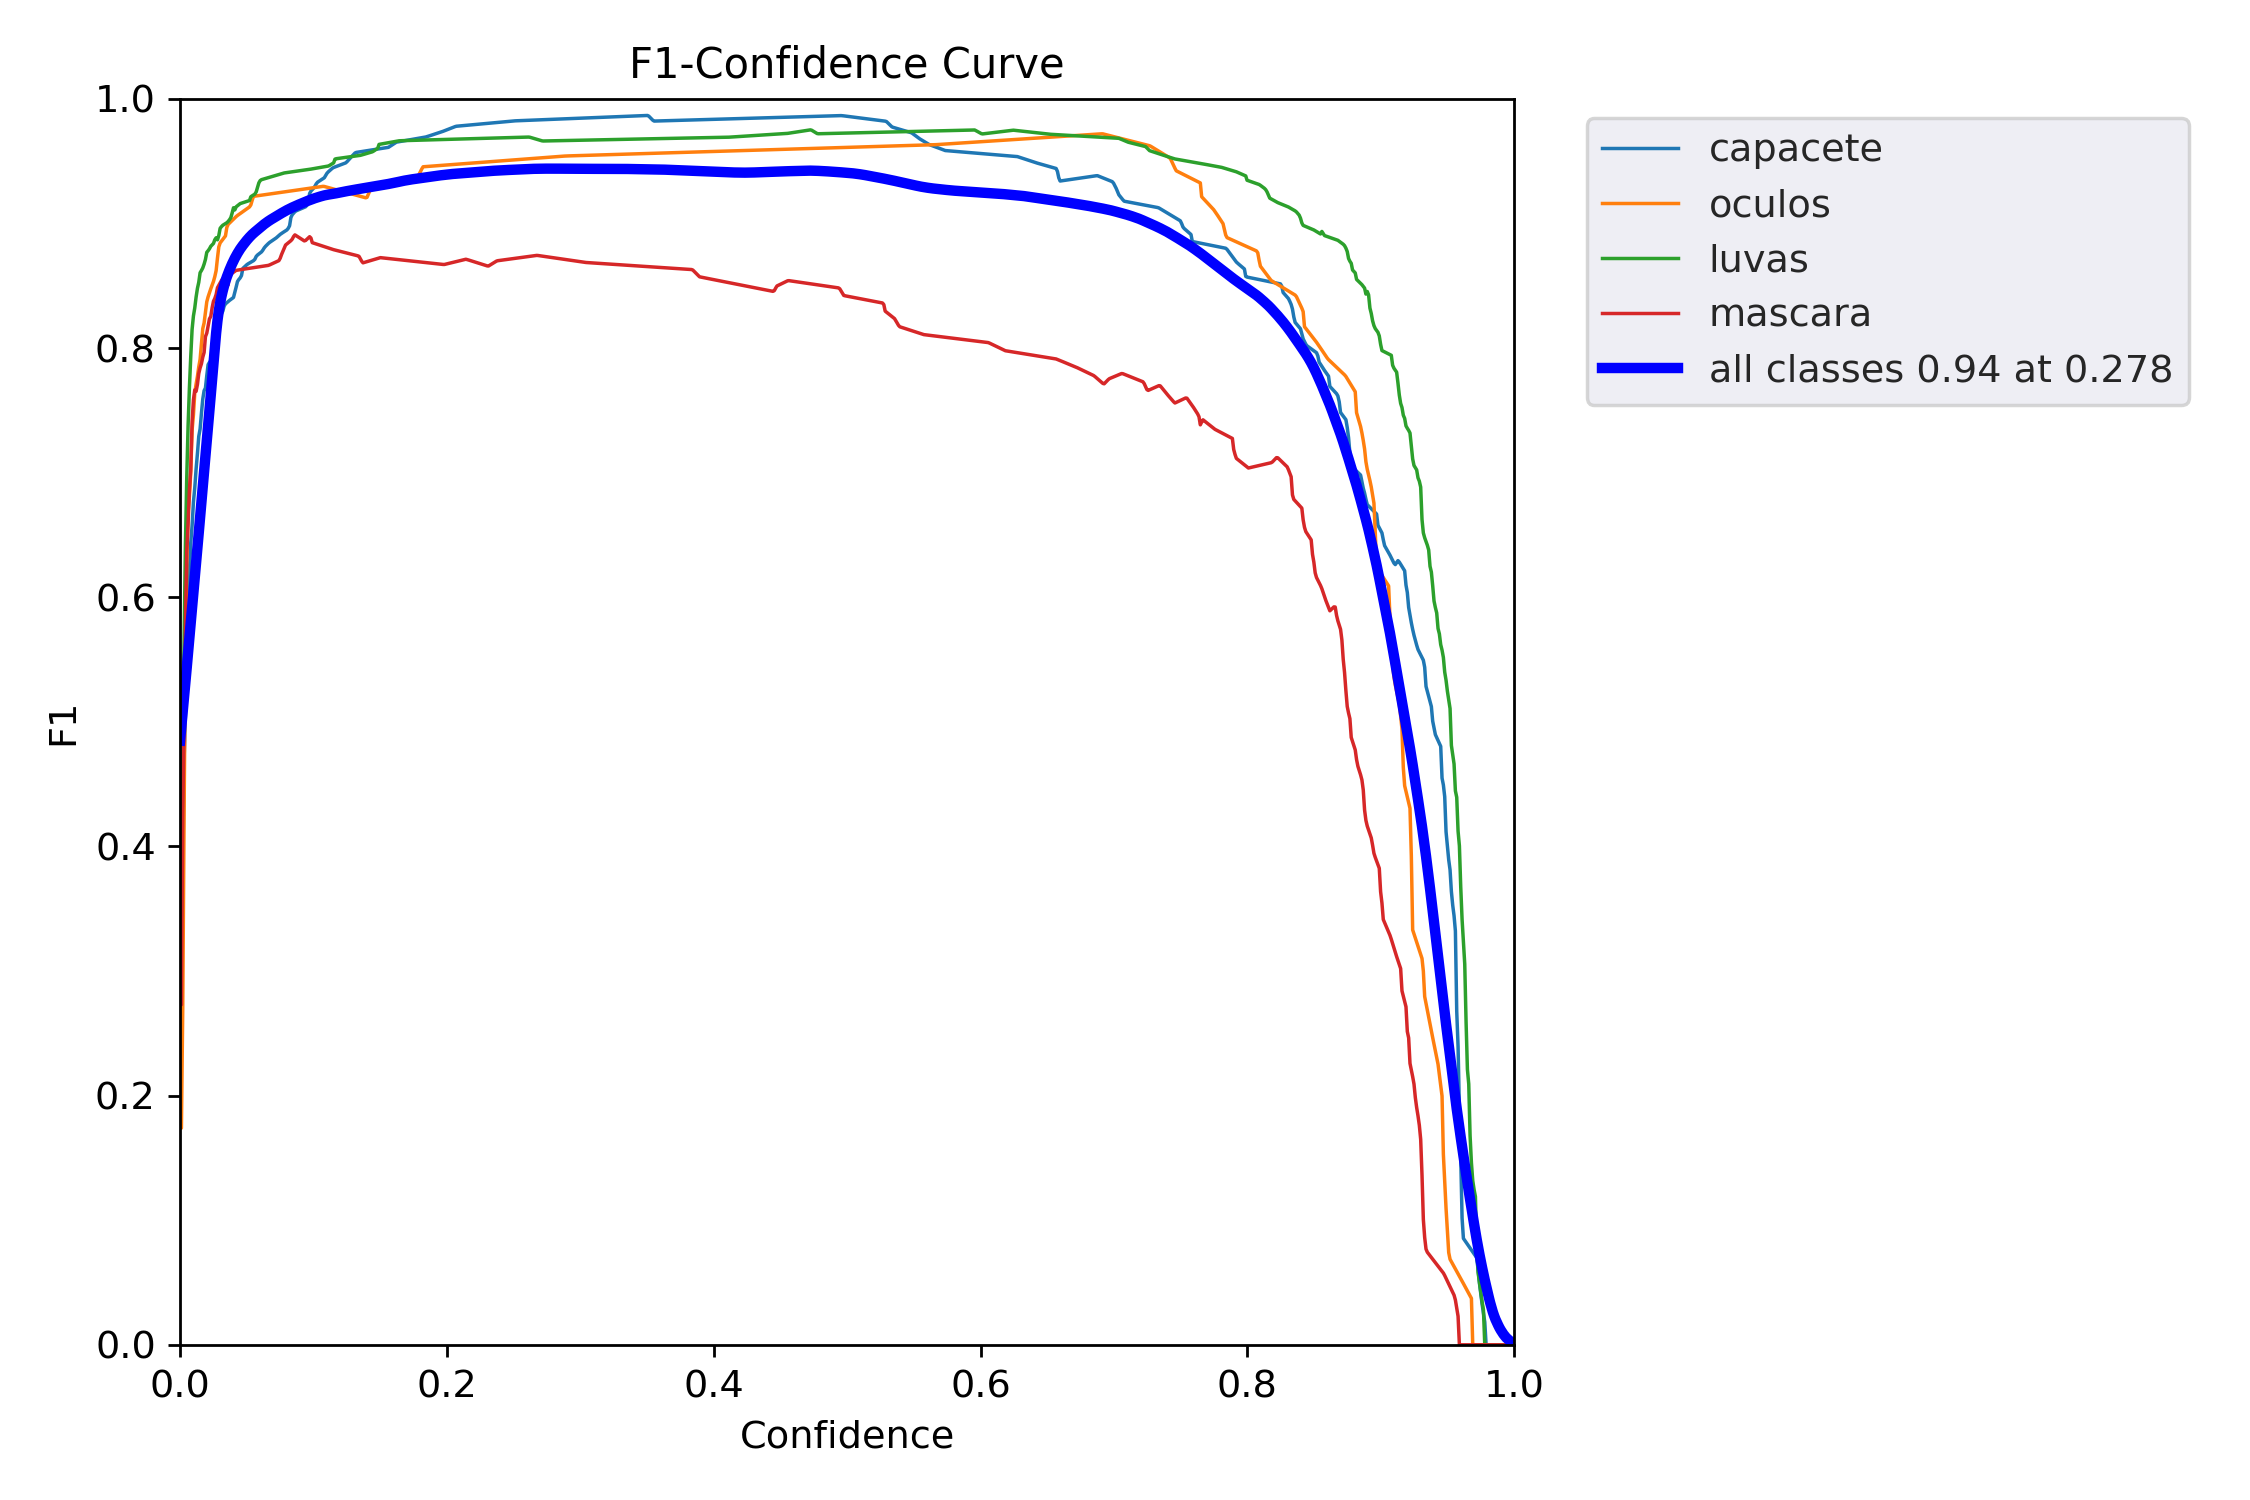 F1-Confidence Curve
1.0
0.8
0.6
0.4
0.2
0.0
F1
0.0 0.2 0.4 0.6 0.8 1.0
Confidence
capacete
oculos
luvas
mascara
all classes 0.94 at 0.278